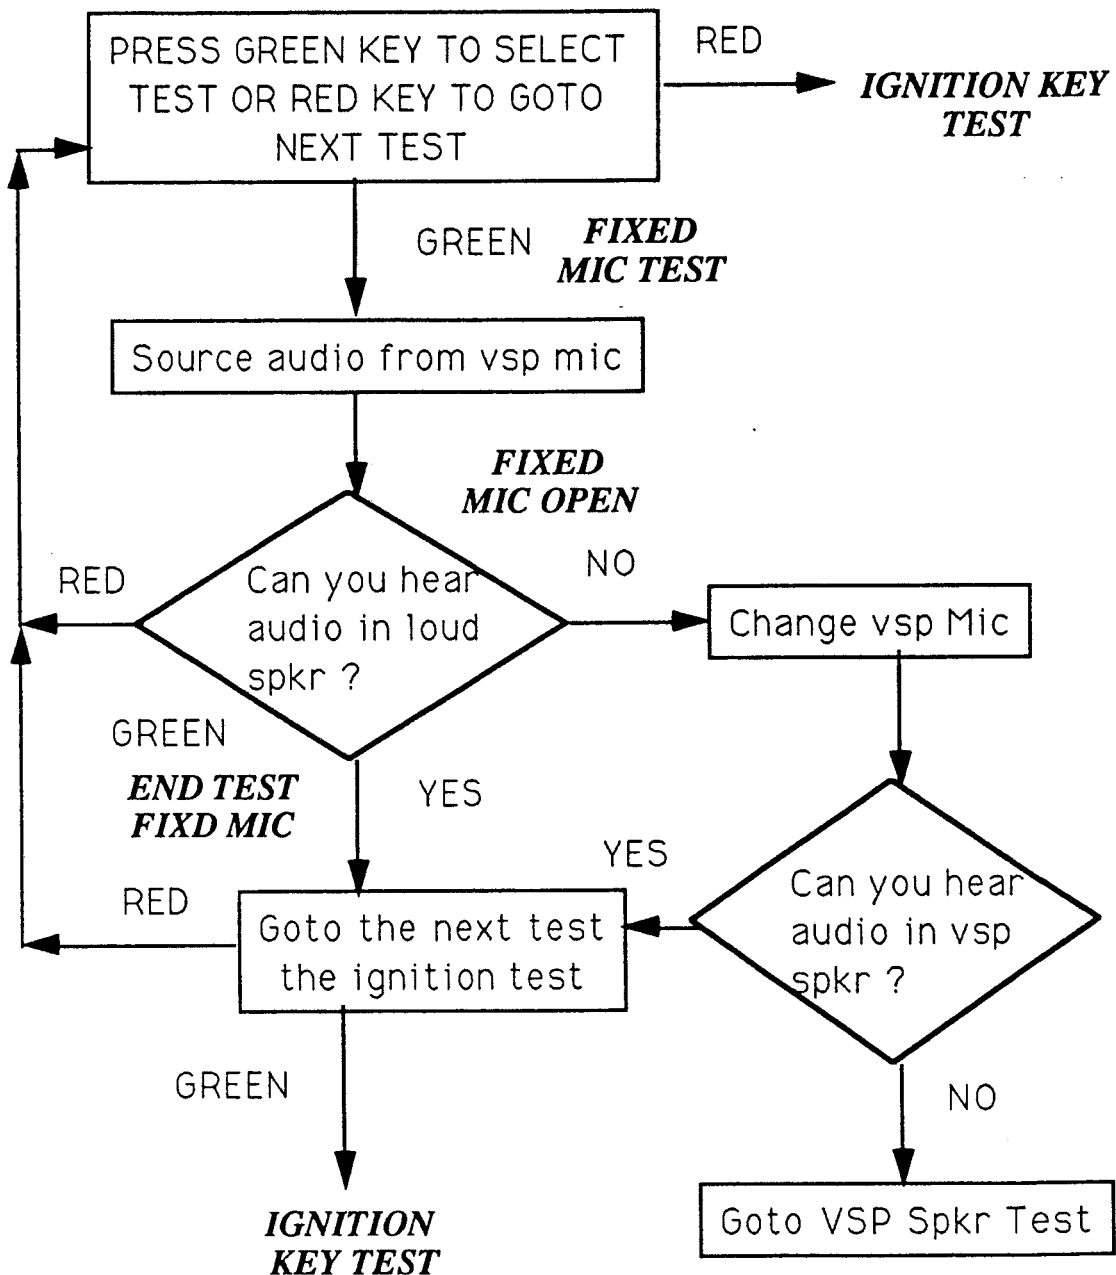 PRESS GREEN KEY TO SELECT
TEST OR RED KEY TO GOTO
NEXT TEST
RED
IGNITION KEY
TEST
GREEN
FIXED
MIC TEST
Source audio from vsp mic
FIXED
MIC OPEN
RED
Can you hear
audio in loud
spkr ?
NO
Change vsp Mic
GREEN
END TEST
FIXD MIC
YES
YES
Can you hear
audio in vsp
spkr ?
RED
Goto the next test
the ignition test
GREEN
NO
IGNITION
KEY TEST
Goto VSP Spkr Test